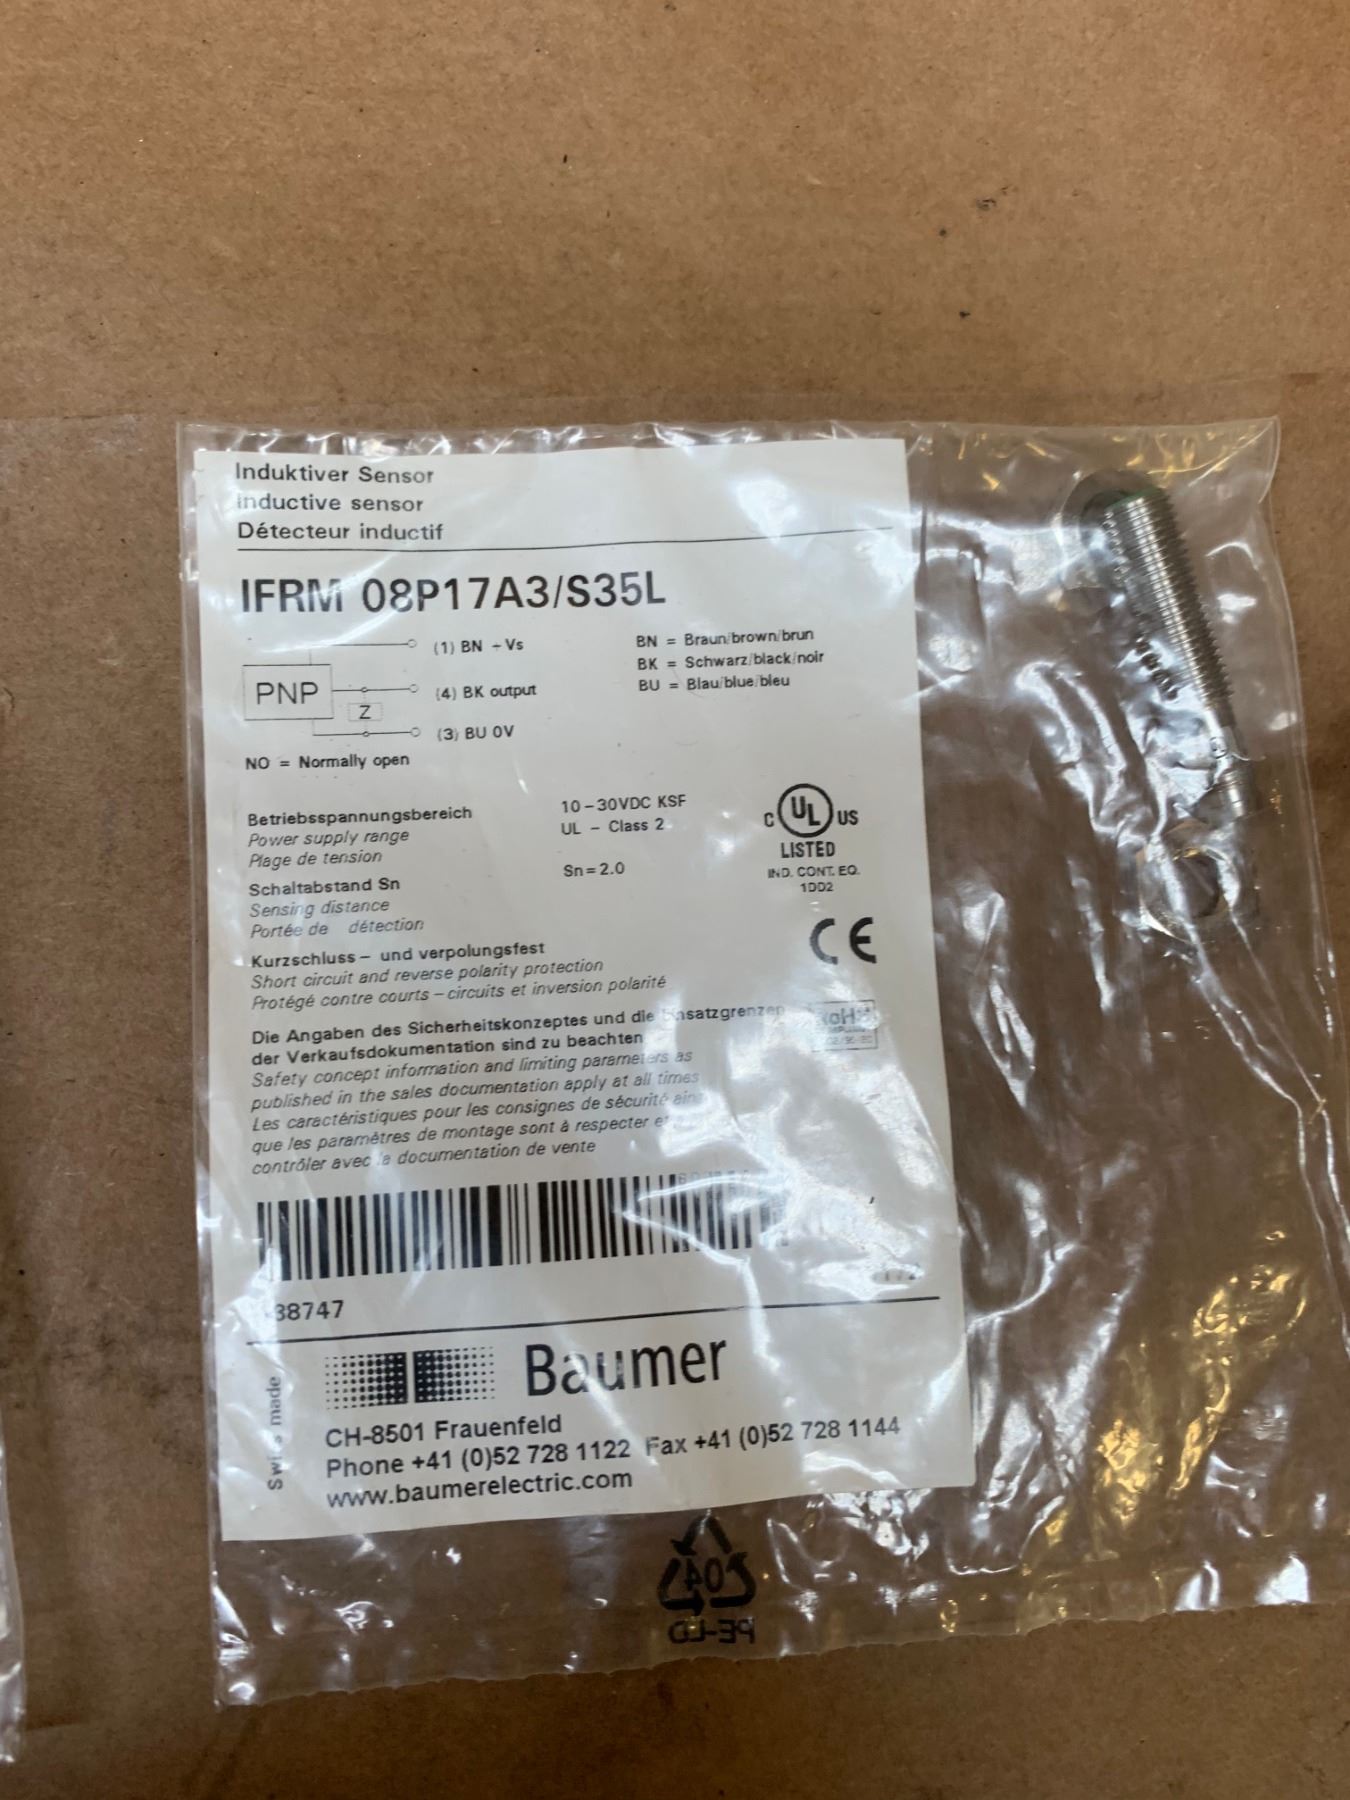 Induktiver Sensor
Inductive sensor
Détecteur inductif
IFRM 08P17A3/S35L
(1) BN +Vs
PNP
(4) BK output
Z
(3) BU 0V
NO = Normally open
BN = Braun/brown/brun
BK = Schwarz/black/noir
BU = Blau/blue/bleu
Betriebsspannungsbereich
Power supply range
Plage de tension
10-30VDC KSF
UL - Class 2
Schaltabstand Sn
Sensing distance
Portée de détection
Sn=2.0
C UL US
LISTED
IND. CONT. EQ.
1DD2
CE
Kurzschluss- und verpolungsfest
Short circuit and reverse polarity protection
Protégé contre courts-circuits et inversion polarité
Die Angaben des Sicherheitskonzeptes und die Einsatzgrenzen
der Verkaufsdokumentation sind zu beachten
Safety concept information and limiting parameters as
published in the sales documentation apply at all times
Les caractéristiques pour les consignes de sécurité
que les paramètres de montage sont à respecter
contrôler avec la documentation de vente
RoHS
38747
Swiss made
Baumer
CH-8501 Frauenfeld
Phone +41 (0)52 728 1122 Fax +41 (0)52 728 1144
www.baumerelectric.com
04
PE-LD